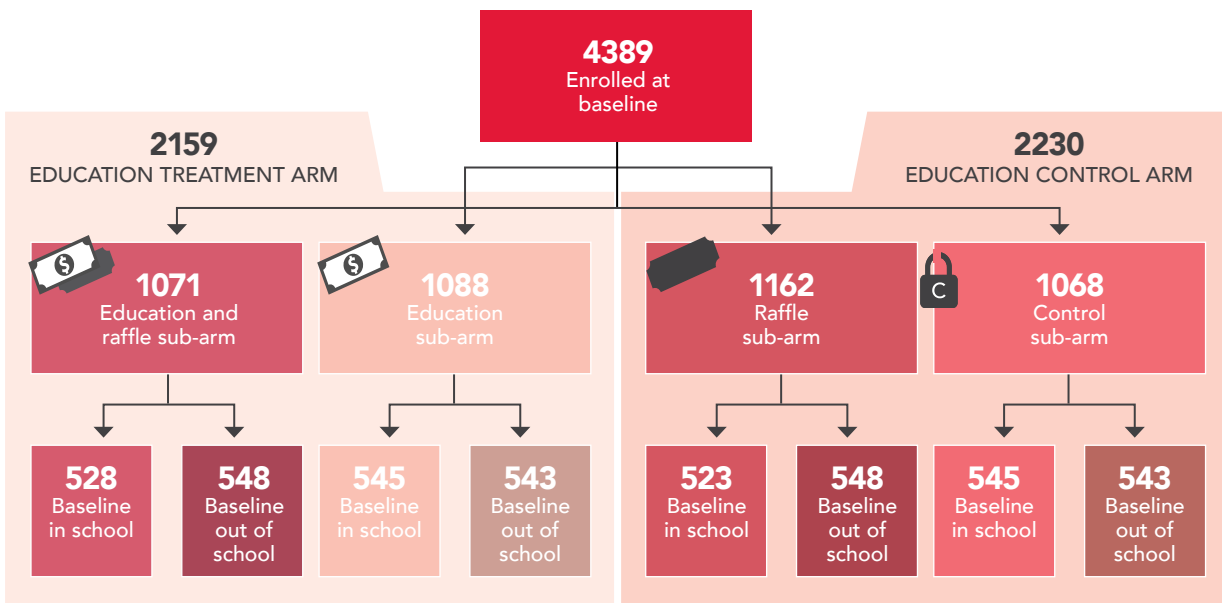 4389
Enrolled at
baseline
2159
EDUCATION TREATMENT ARM
2230
EDUCATION CONTROL ARM
$
1071
Education and
raffle sub-arm
$
1088
Education
sub-arm
1162
Raffle
sub-arm
C
1068
Control
sub-arm
528
Baseline
in school
548
Baseline
out of
school
545
Baseline
in school
543
Baseline
out of
school
523
Baseline
in school
548
Baseline
out of
school
545
Baseline
in school
543
Baseline
out of
school